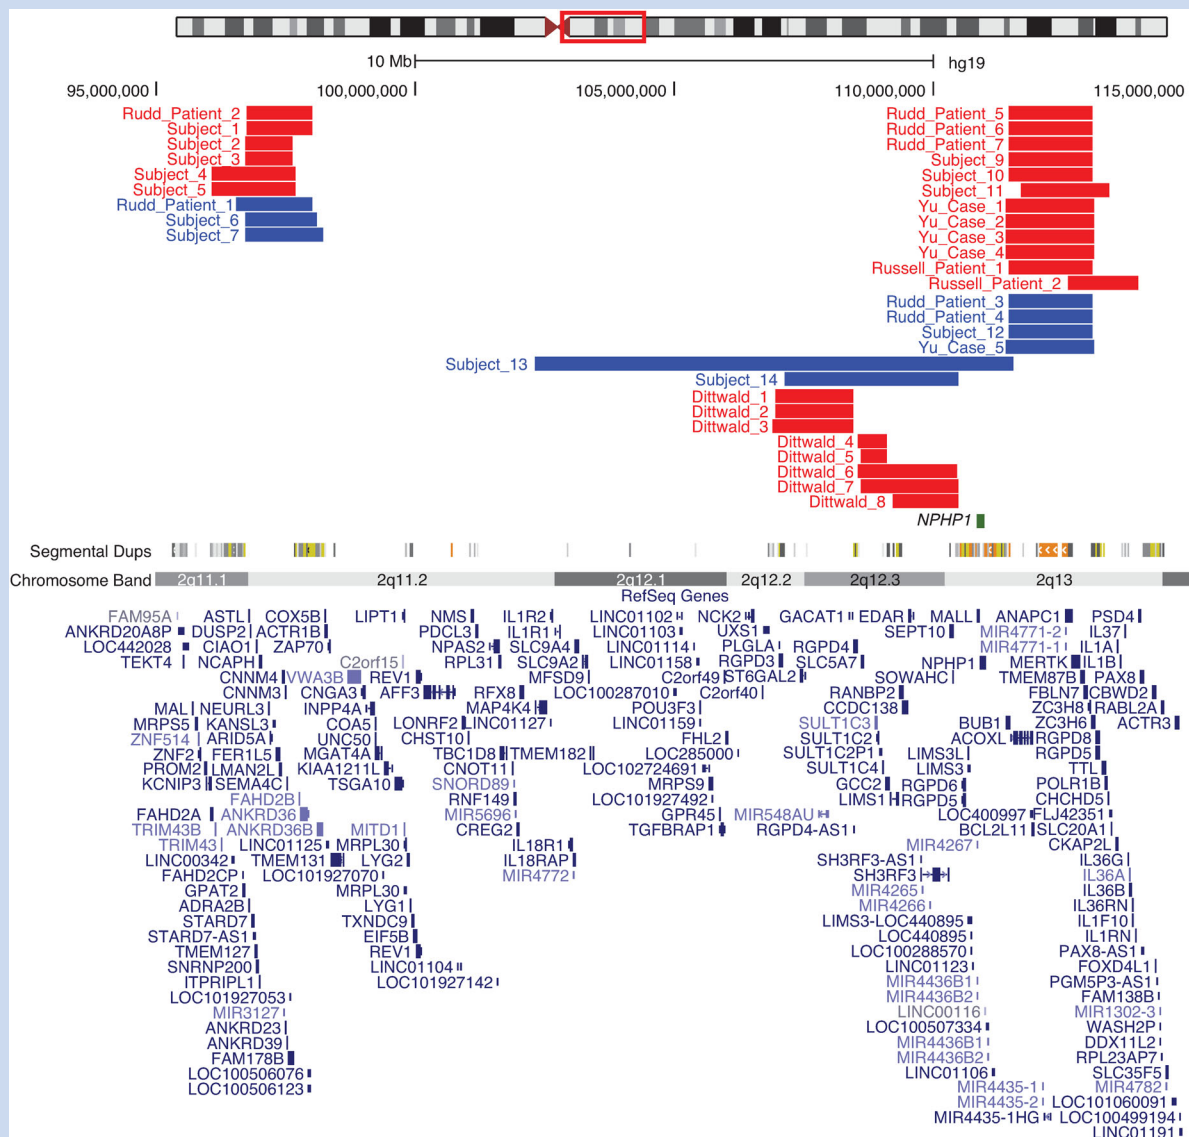 10 Mb hg19
95,000,000 100,000,000 105,000,000 110,000,000 115,000,000
Rudd_Patient_2 Rudd_Patient_5
Subject_1 Rudd_Patient_6
Subject_2 Rudd_Patient_7
Subject_3 Subject_9
Subject_4 Subject_10
Subject_5 Subject_11
Rudd_Patient_1 Yu_Case_1
Subject_6 Yu_Case_2
Subject_7 Yu_Case_3
Yu_Case_4
Russell_Patient_1
Russell_Patient_2
Rudd_Patient_3
Rudd_Patient_4
Subject_12
Yu_Case_5
Subject_13
Subject_14
Dittwald_1
Dittwald_2
Dittwald_3
Dittwald_4
Dittwald_5
Dittwald_6
Dittwald_7
Dittwald_8
NPHP1
Segmental Dups
Chromosome Band 2q11.1 2q11.2 2q12.1 2q12.2 2q12.3 2q13
RefSeq Genes
FAM95A ASTL COX5B LIPT1 NMS IL1R2 LINC01102 NCK2 GACAT1 EDAR MALL ANAPC1 PSD4
ANKRD20A8P DUSP2 ACTR1B PDCL3 IL1R1 LINC01103 UXS1 SEPT10 MIR4771-2 IL37
LOC442028 CIAO1 ZAP70 NPAS2 SLC9A4 LINC01114 PLGLA RGPD4 MIR4771-1 IL1A
TEKT4 NCAPH C2orf15 RPL31 SLC9A2 LINC01158 RGPD3 SLC5A7 NPHP1 MERTK IL1B
CNNM4 VWA3B REV1 MFSD9 C2orf49 ST6GAL2 SOWAHC TMEM87B PAX8
CNNM3 CNGA3 AFF3 RFX8 LOC100287010 C2orf40 RANBP2 FBLN7 CBWD2
MAL NEURL3 INPP4A MAP4K4 POU3F3 CCDC138 ZC3H8 RABL2A
MRPS5 KANSL3 COA5 LONRF2 LINC01127 LINC01159 SULT1C3 BUB1 ZC3H6 ACTR3
ZNF514 ARID5A UNC50 CHST10 FHL2 SULT1C2 ACOXL RGPD8
ZNF2 FER1L5 MGAT4A TBC1D8 TMEM182 LOC285000 SULT1C2P1 LIMS3L RGPD5
PROM2 LMAN2L KIAA1211L CNOT11 LOC102724691 SULT1C4 LIMS3 TTL
KCNIP3 SEMA4C TSGA10 SNORD89 MRPS9 GCC2 RGPD6 POLR1B
FAHD2B RNF149 LINC01492 LIMS1 RGPD5 CHCHD5
FAHD2A ANKRD36 MIR5696 GPR45 MIR548AU LOC400997 FLJ42351
TRIM43B ANKRD36B MITD1 CREG2 TGFBRAP1 RGPD4-AS1 BCL2L11 SLC20A1
TRIM43 LINC01125 MRPL30 IL18R1 MIR4267 CKAP2L
LINC00342 TMEM131 LYG2 IL18RAP SH3RF3-AS1 IL36G
FAHD2CP LOC101927070 MIR4772 SH3RF3 IL36A
GPAT2 MRPL30 MIR4265 IL36B
ADRA2B LYG1 MIR4266 IL36RN
STARD7 TXNDC9 LIMS3-LOC440895 IL1F10
STARD7-AS1 EIF5B LOC440895 IL1RN
TMEM127 REV1 LOC100288570 PAX8-AS1
SNRNP200 LINC01104 LINC01123 FOXD4L1
ITPRIPL1 LOC101927142 MIR4436B1 PGM5P3-AS1
LOC101927053 MIR4436B2 FAM138B
MIR3127 LINC00116 MIR1302-3
ANKRD23 LOC100507334 WASH2P
ANKRD39 MIR4436B1 DDX11L2
FAM178B MIR4436B2 RPL23AP7
LOC100506076 LINC01106 SLC35F5
LOC100506123 MIR4435-1 MIR4782
MIR4435-2 LOC101060091
MIR4435-1HG LOC100499194
LINC01191